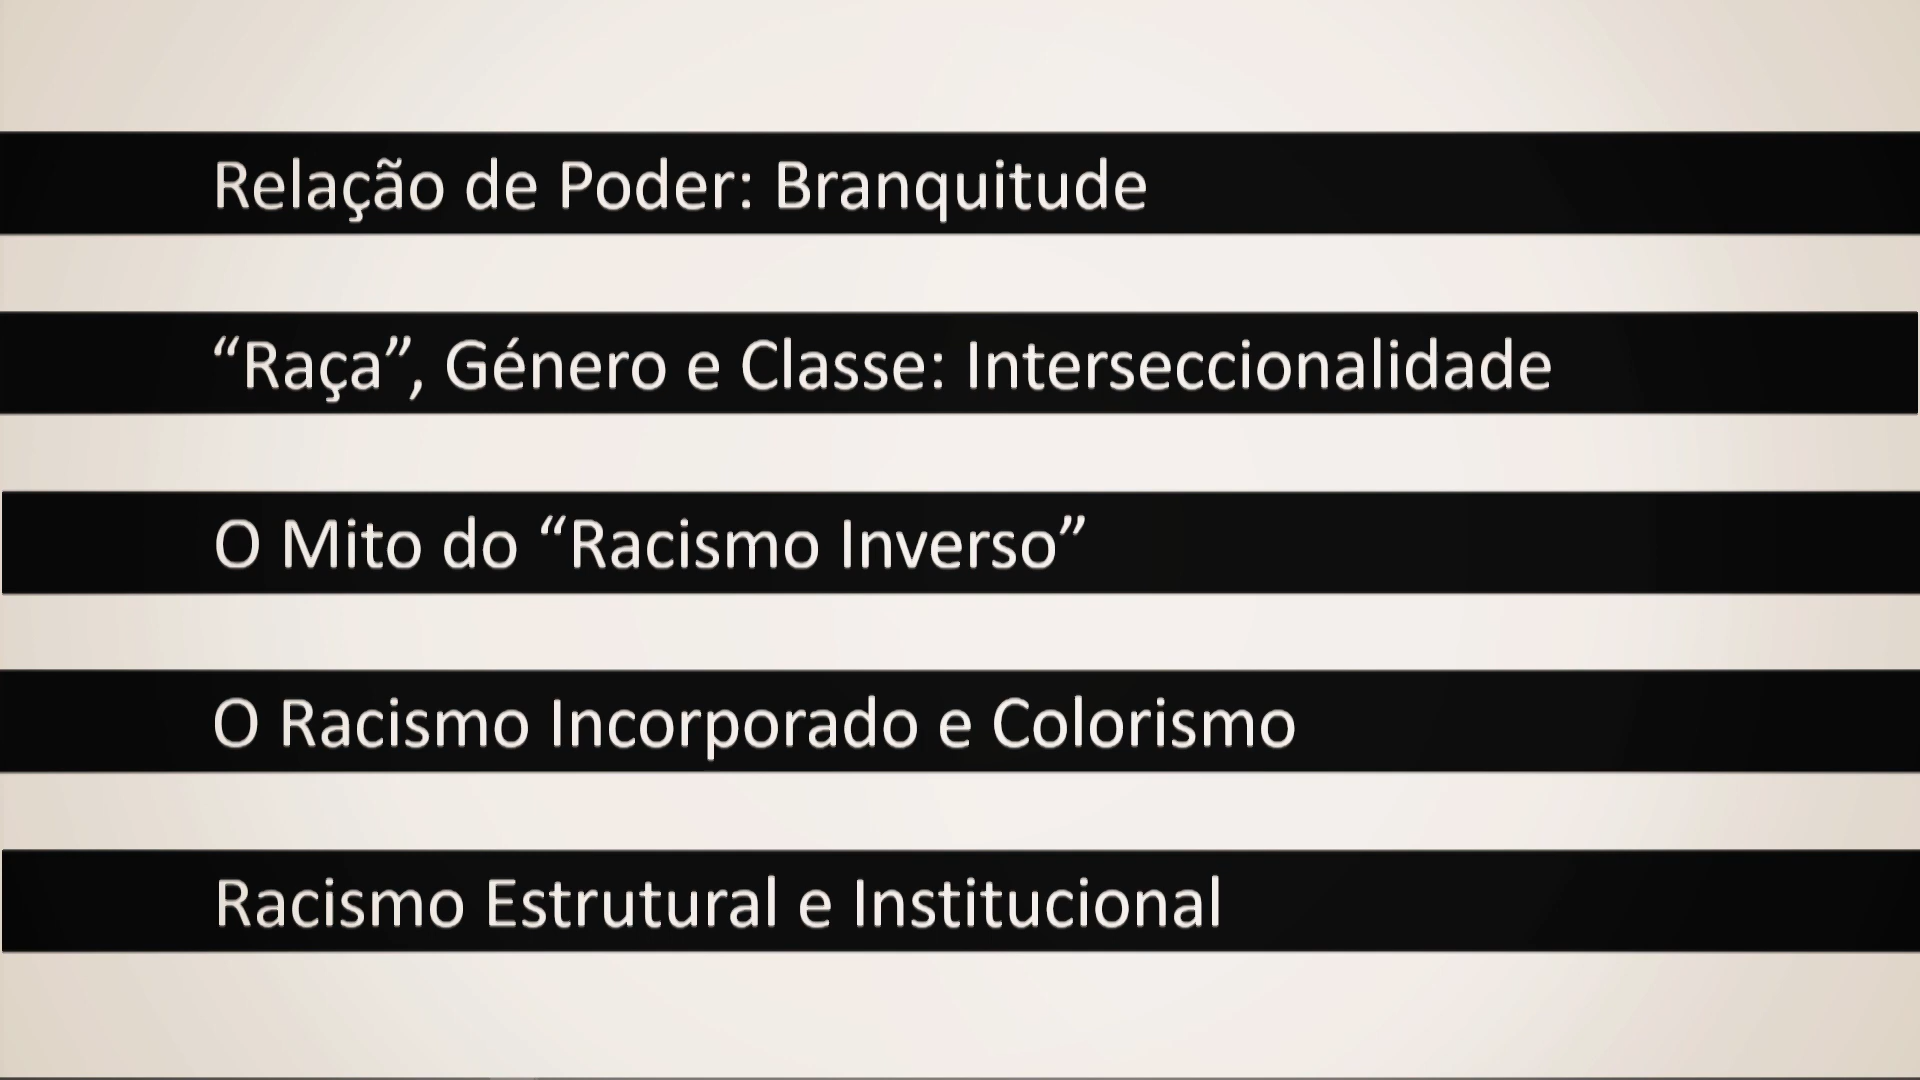 Relação de Poder: Branquitude
“Raça”, Género e Classe: Interseccionalidade
O Mito do “Racismo Inverso”
O Racismo Incorporado e Colorismo
Racismo Estrutural e Institucional